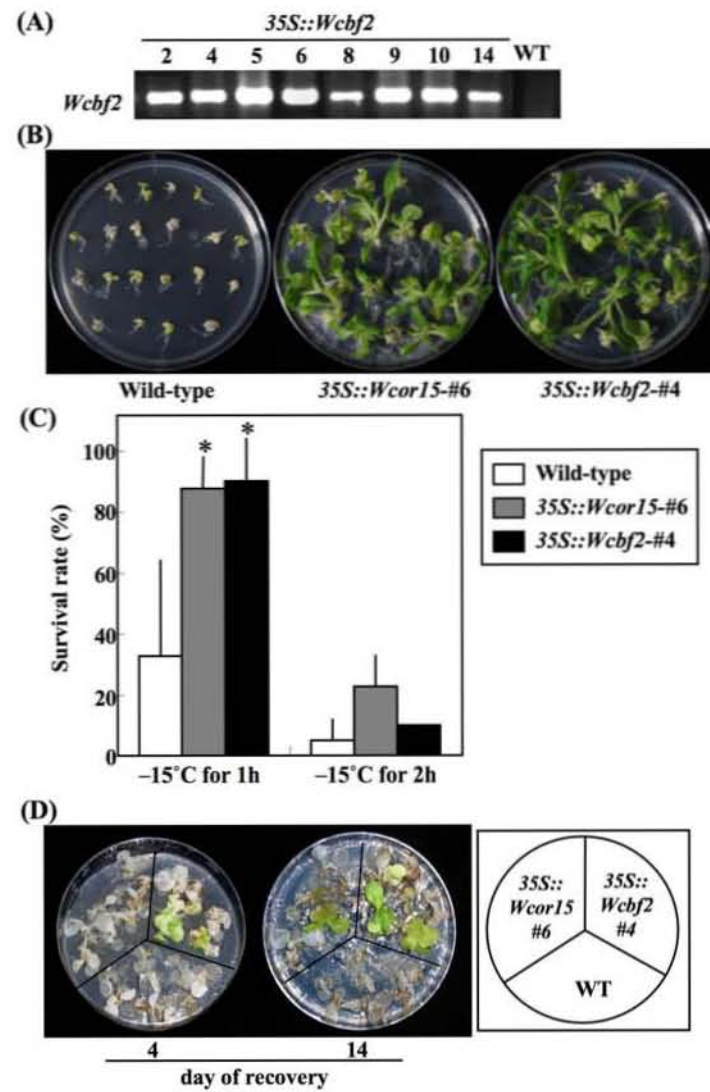 (A)
35S::Wcbf2
2 4 5 6 8 9 10 14 WT
Wcbf2
(B)
Wild-type 35S::Wcor15-#6 35S::Wcbf2-#4
(C)
*
*
100
80
60
40
20
0
Survival rate (%)
–15˚C for 1h –15˚C for 2h
Wild-type
35S::Wcor15-#6
35S::Wcbf2-#4
(D)
35S:: 35S::
Wcor15 Wcbf2
#6 #4
WT
4 14
day of recovery